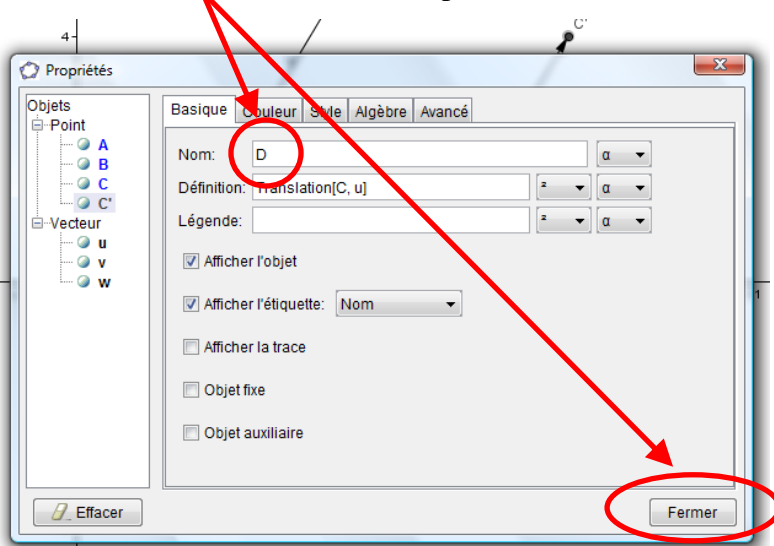 4
C'
Propriétés
Objets
Point
A
B
C
C'
Vecteur
u
v
w
Basique Couleur Style Algèbre Avancé
Nom: D α
Définition: Translation[C, u] ² α
Légende: ² α
Afficher l'objet
Afficher l'étiquette: Nom
Afficher la trace
Objet fixe
Objet auxiliaire
1
Effacer Fermer